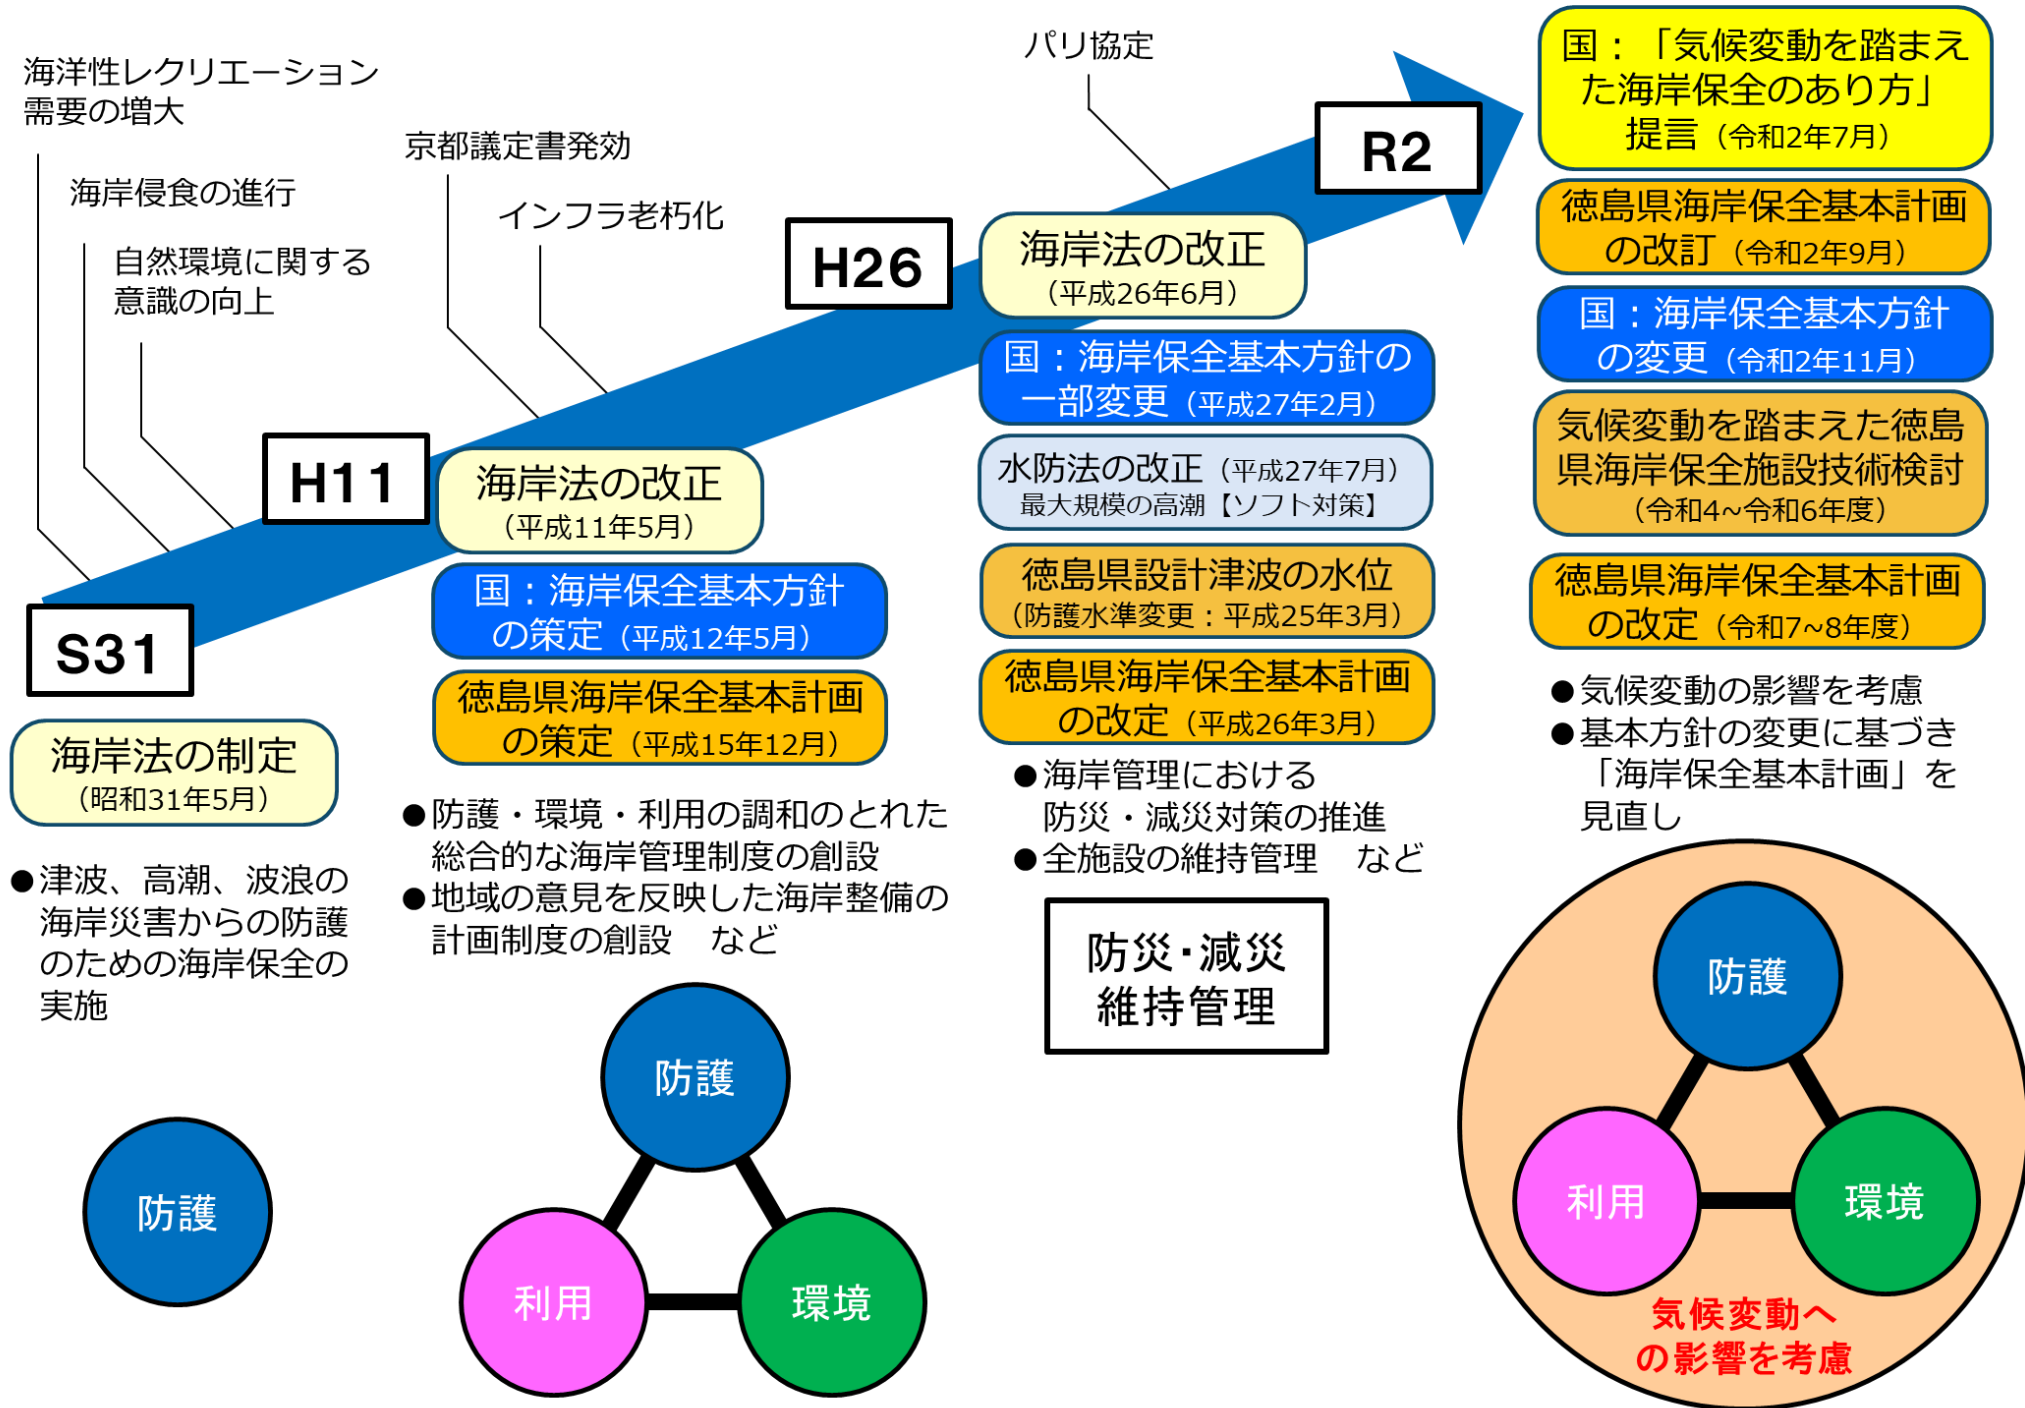 海洋性レクリエーション
需要の増大
海岸侵食の進行
自然環境に関する
意識の向上
京都議定書発効
インフラ老朽化
パリ協定
S31
海岸法の制定
（昭和31年5月）
●津波、高潮、波浪の
海岸災害からの防護
のための海岸保全の
実施
防護
H11
海岸法の改正
（平成11年5月）
国：海岸保全基本方針
の策定（平成12年5月）
徳島県海岸保全基本計画
の策定（平成15年12月）
●防護・環境・利用の調和のとれた
総合的な海岸管理制度の創設
●地域の意見を反映した海岸整備の
計画制度の創設　など
防護
利用
環境
H26
海岸法の改正
（平成26年6月）
国：海岸保全基本方針の
一部変更（平成27年2月）
水防法の改正（平成27年7月）
最大規模の高潮【ソフト対策】
徳島県設計津波の水位
（防護水準変更：平成25年3月）
徳島県海岸保全基本計画
の改定（平成26年3月）
●海岸管理における
防災・減災対策の推進
●全施設の維持管理　など
防災・減災
維持管理
R2
国：「気候変動を踏まえ
た海岸保全のあり方」
提言（令和2年7月）
徳島県海岸保全基本計画
の改訂（令和2年9月）
国：海岸保全基本方針
の変更（令和2年11月）
気候変動を踏まえた徳島
県海岸保全施設技術検討
（令和4~令和6年度）
徳島県海岸保全基本計画
の改定（令和7~8年度）
●気候変動の影響を考慮
●基本方針の変更に基づき
「海岸保全基本計画」を
見直し
防護
利用
環境
気候変動へ
の影響を考慮